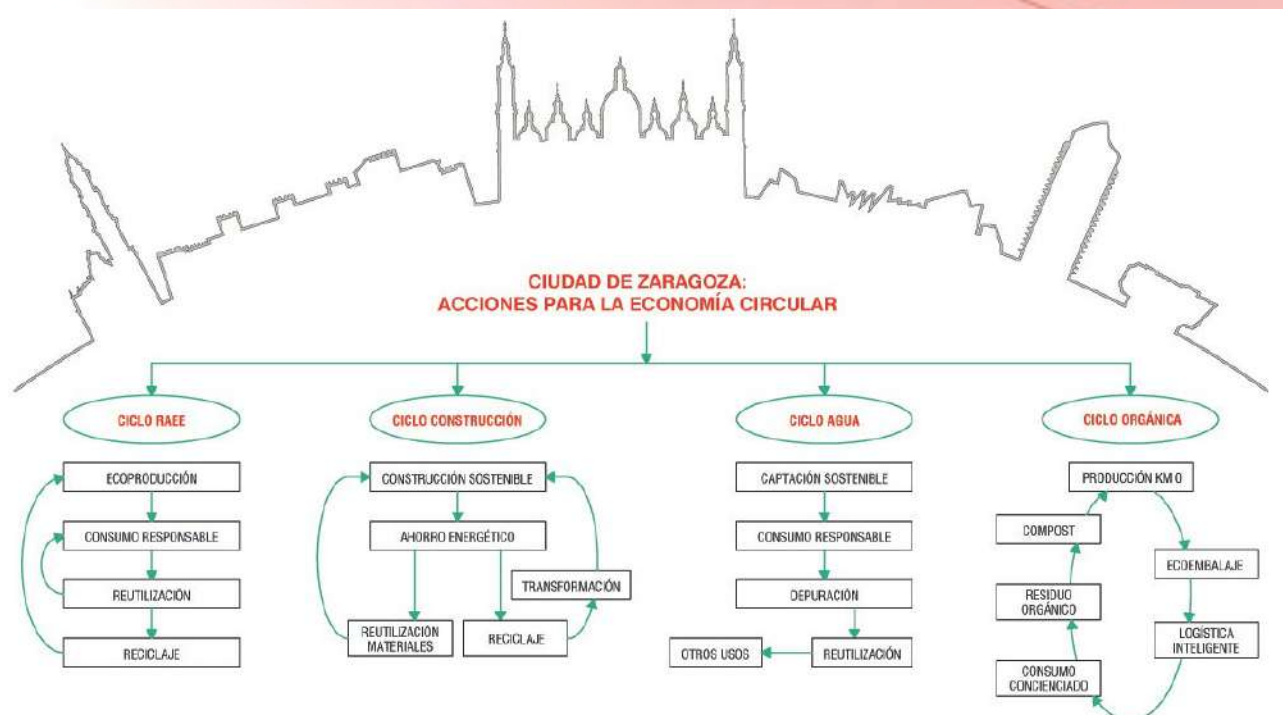 CIUDAD DE ZARAGOZA:
ACCIONES PARA LA ECONOMÍA CIRCULAR
CICLO RAEE
ECOPRODUCCIÓN
CONSUMO RESPONSABLE
REUTILIZACIÓN
RECICLAJE
CICLO CONSTRUCCIÓN
CONSTRUCCIÓN SOSTENIBLE
AHORRO ENERGÉTICO
TRANSFORMACIÓN
REUTILIZACIÓN
MATERIALES
RECICLAJE
CICLO AGUA
CAPTACIÓN SOSTENIBLE
CONSUMO RESPONSABLE
DEPURACIÓN
OTROS USOS
REUTILIZACIÓN
CICLO ORGÁNICA
PRODUCCIÓN KM 0
ECOEMBALAJE
LOGÍSTICA
INTELIGENTE
CONSUMO
CONCIENCIADO
RESIDUO
ORGÁNICO
COMPOST